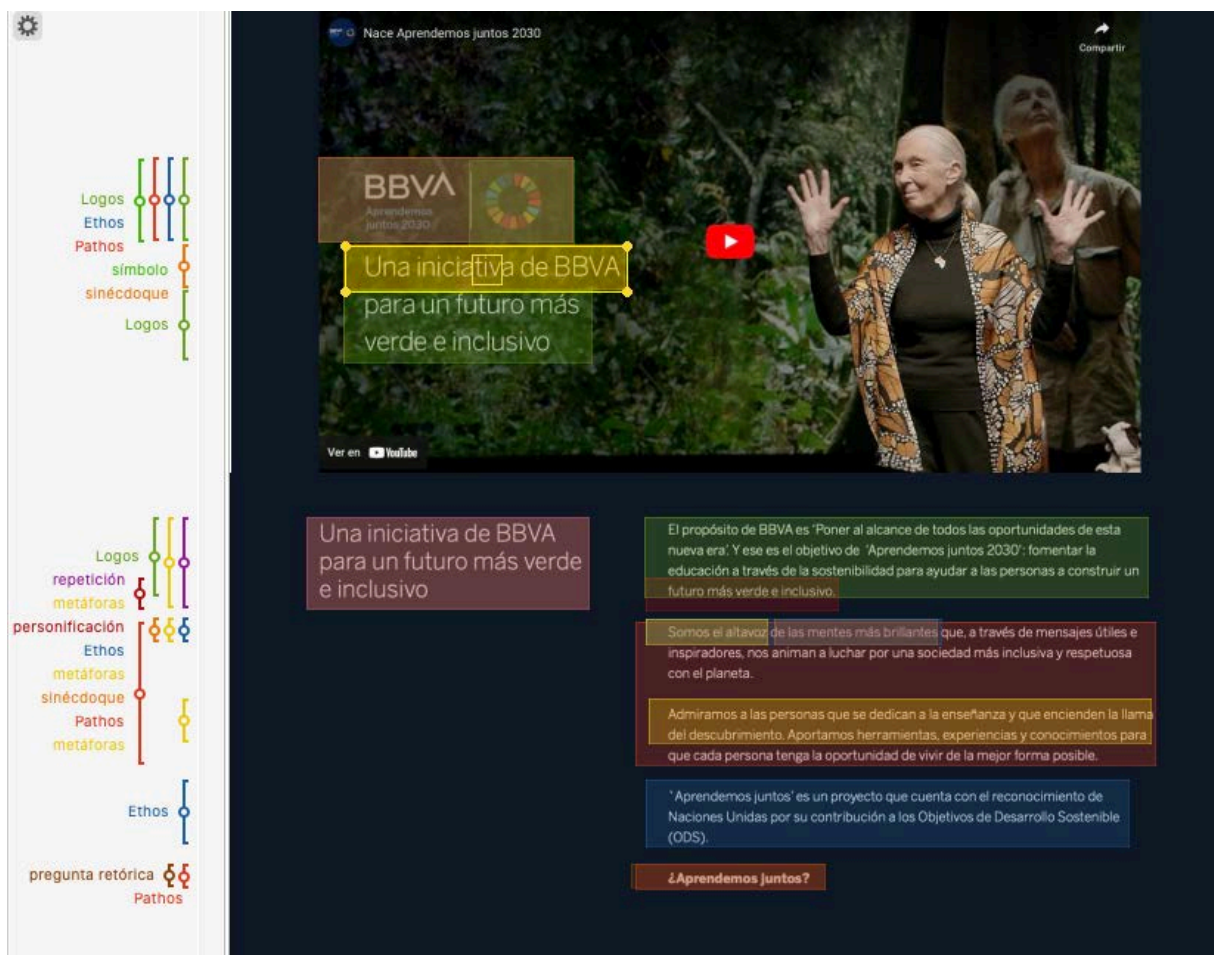 Nace Aprendemos juntos 2030
Compartir
BBVA
Aprendemos
juntos 2030
Una iniciativa de BBVA
para un futuro más
verde e inclusivo
Ver en YouTube
Logos
Ethos
Pathos
símbolo
sinécdoque
Logos
Logos
repetición
metáforas
personificación
Ethos
metáforas
sinécdoque
Pathos
metáforas
Ethos
pregunta retórica
Pathos
Una iniciativa de BBVA
para un futuro más verde
e inclusivo
El propósito de BBVA es 'Poner al alcance de todos las oportunidades de esta
nueva era'. Y ese es el objetivo de 'Aprendemos juntos 2030': fomentar la
educación a través de la sostenibilidad para ayudar a las personas a construir un
futuro más verde e inclusivo.
Somos el altavoz de las mentes más brillantes que, a través de mensajes útiles e
inspiradores, nos animan a luchar por una sociedad más inclusiva y respetuosa
con el planeta.
Admiramos a las personas que se dedican a la enseñanza y que encienden la llama
del descubrimiento. Aportamos herramientas, experiencias y conocimientos para
que cada persona tenga la oportunidad de vivir de la mejor forma posible.
'Aprendemos juntos' es un proyecto que cuenta con el reconocimiento de
Naciones Unidas por su contribución a los Objetivos de Desarrollo Sostenible
(ODS).
¿Aprendemos juntos?